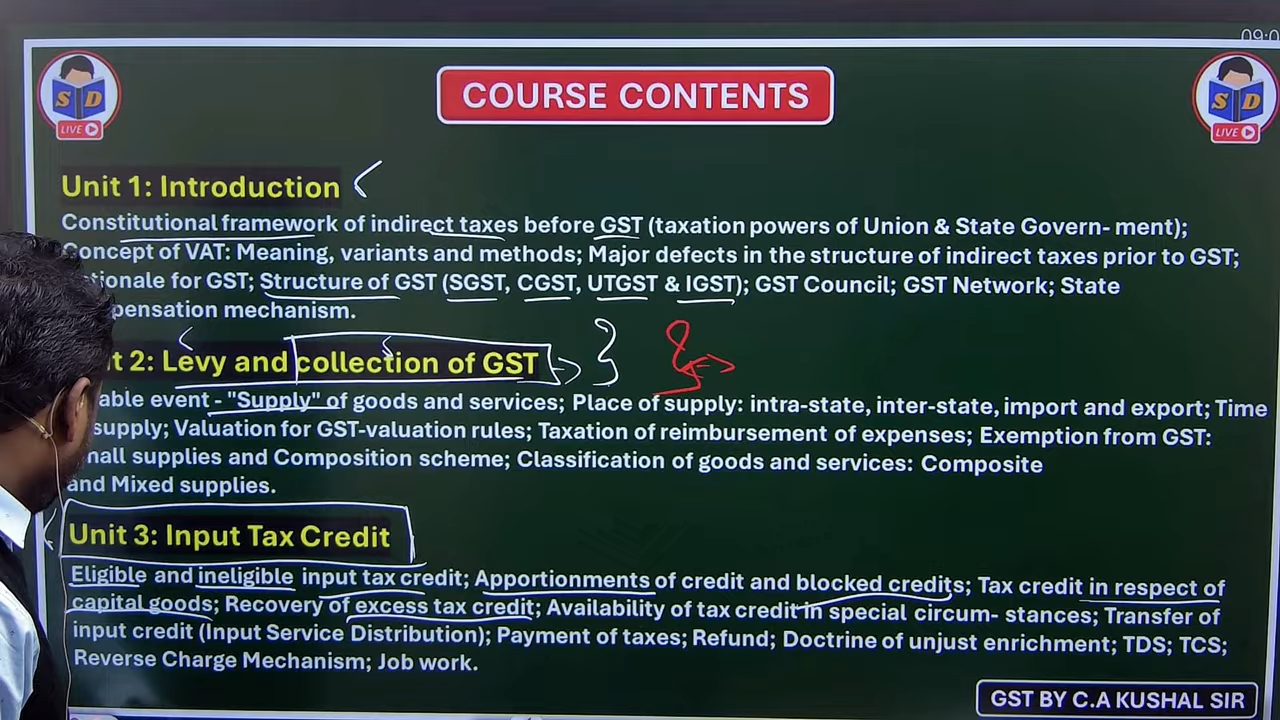 09:0
S D
LIVE
COURSE CONTENTS
S D
LIVE
Unit 1: Introduction
Constitutional framework of indirect taxes before GST (taxation powers of Union & State Govern- ment);
Concept of VAT: Meaning, variants and methods; Major defects in the structure of indirect taxes prior to GST;
tionale for GST; Structure of GST (SGST, CGST, UTGST & IGST); GST Council; GST Network; State
pensation mechanism.
t 2: Levy and collection of GST
able event - "Supply" of goods and services; Place of supply: intra-state, inter-state, import and export; Time
supply; Valuation for GST-valuation rules; Taxation of reimbursement of expenses; Exemption from GST:
mall supplies and Composition scheme; Classification of goods and services: Composite
and Mixed supplies.
Unit 3: Input Tax Credit
Eligible and ineligible input tax credit; Apportionments of credit and blocked credits; Tax credit in respect of
capital goods; Recovery of excess tax credit; Availability of tax credit in special circum- stances; Transfer of
input credit (Input Service Distribution); Payment of taxes; Refund; Doctrine of unjust enrichment; TDS; TCS;
Reverse Charge Mechanism; Job work.
GST BY C.A KUSHAL SIR